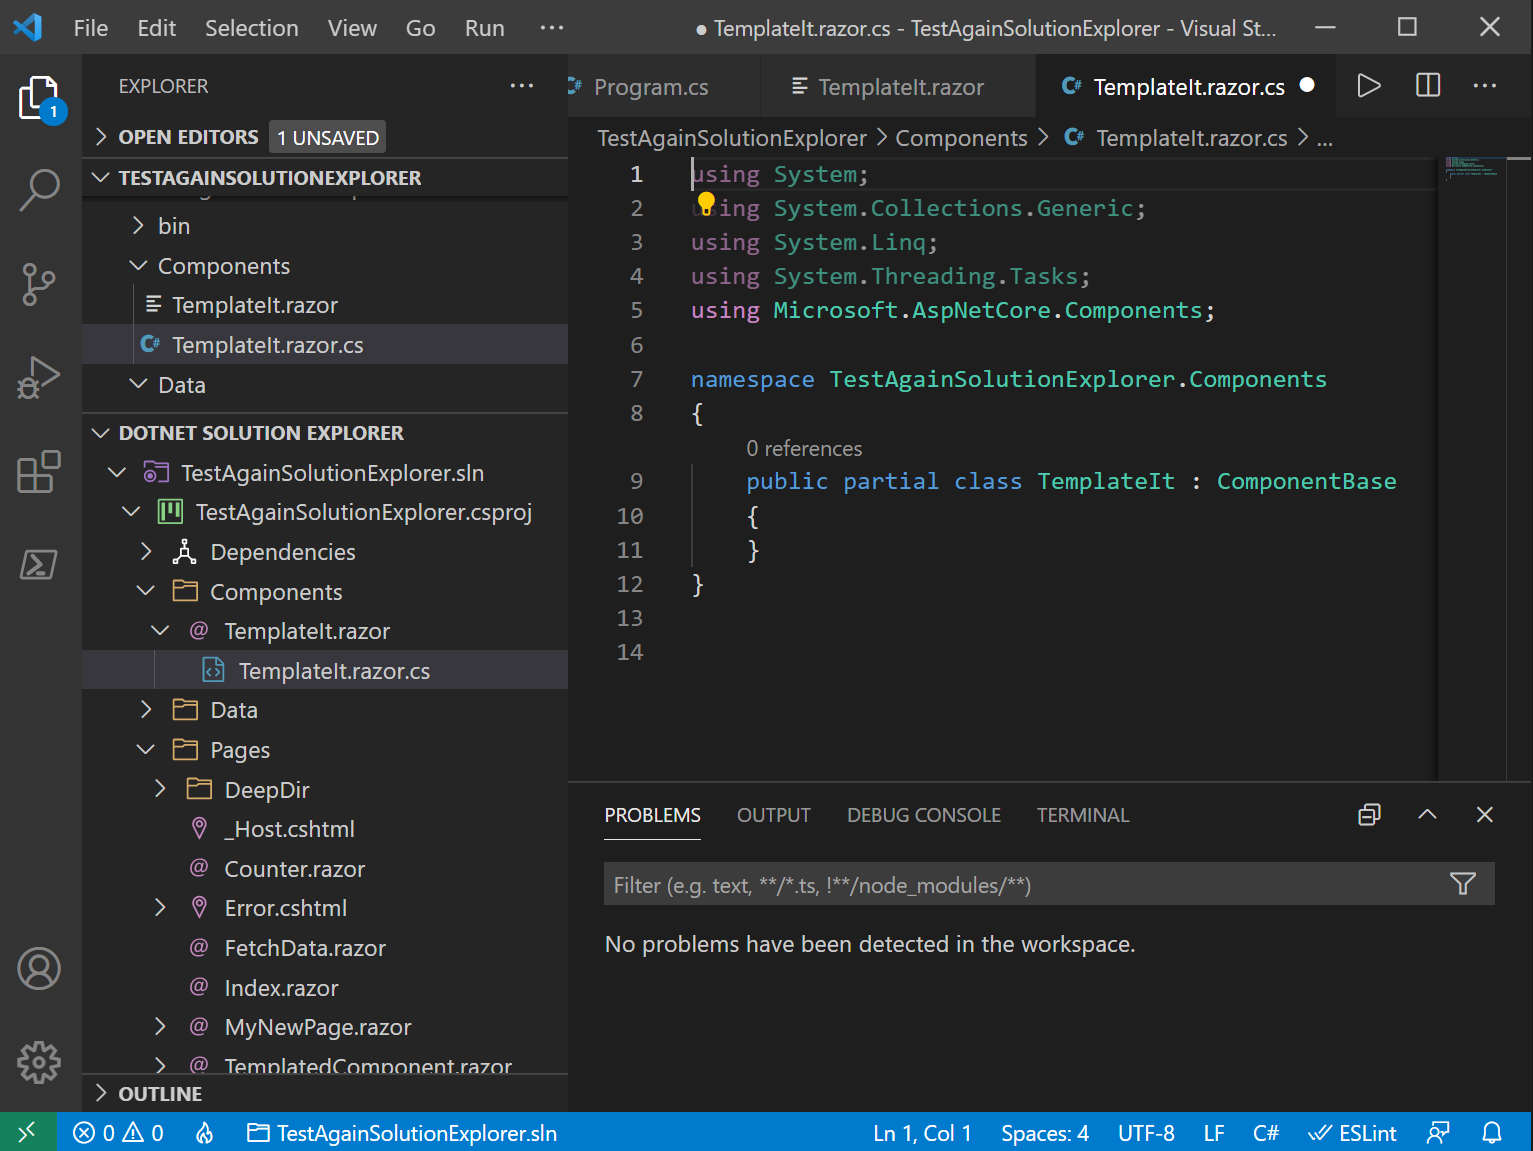 File Edit Selection View Go Run ···
● TemplateIt.razor.cs - TestAgainSolutionExplorer - Visual St...
EXPLORER ···
1
OPEN EDITORS 1 UNSAVED
TESTAGAINSOLUTIONEXPLORER
bin
Components
TemplateIt.razor
C# TemplateIt.razor.cs
Data
DOTNET SOLUTION EXPLORER
TestAgainSolutionExplorer.sln
TestAgainSolutionExplorer.csproj
Dependencies
Components
@ TemplateIt.razor
TemplateIt.razor.cs
Data
Pages
DeepDir
_Host.cshtml
@ Counter.razor
Error.cshtml
@ FetchData.razor
@ Index.razor
@ MyNewPage.razor
@ TemplatedComponent.razor
OUTLINE
C# Program.cs TemplateIt.razor C# TemplateIt.razor.cs ● ···
TestAgainSolutionExplorer > Components > C# TemplateIt.razor.cs > ...
1 using System;
2 using System.Collections.Generic;
3 using System.Linq;
4 using System.Threading.Tasks;
5 using Microsoft.AspNetCore.Components;
6
7 namespace TestAgainSolutionExplorer.Components
8 {
0 references
9 public partial class TemplateIt : ComponentBase
10 {
11 }
12 }
13
14
PROBLEMS OUTPUT DEBUG CONSOLE TERMINAL
Filter (e.g. text, **/*.ts, !**/node_modules/**)
No problems have been detected in the workspace.
0 0 TestAgainSolutionExplorer.sln Ln 1, Col 1 Spaces: 4 UTF-8 LF C# ESLint